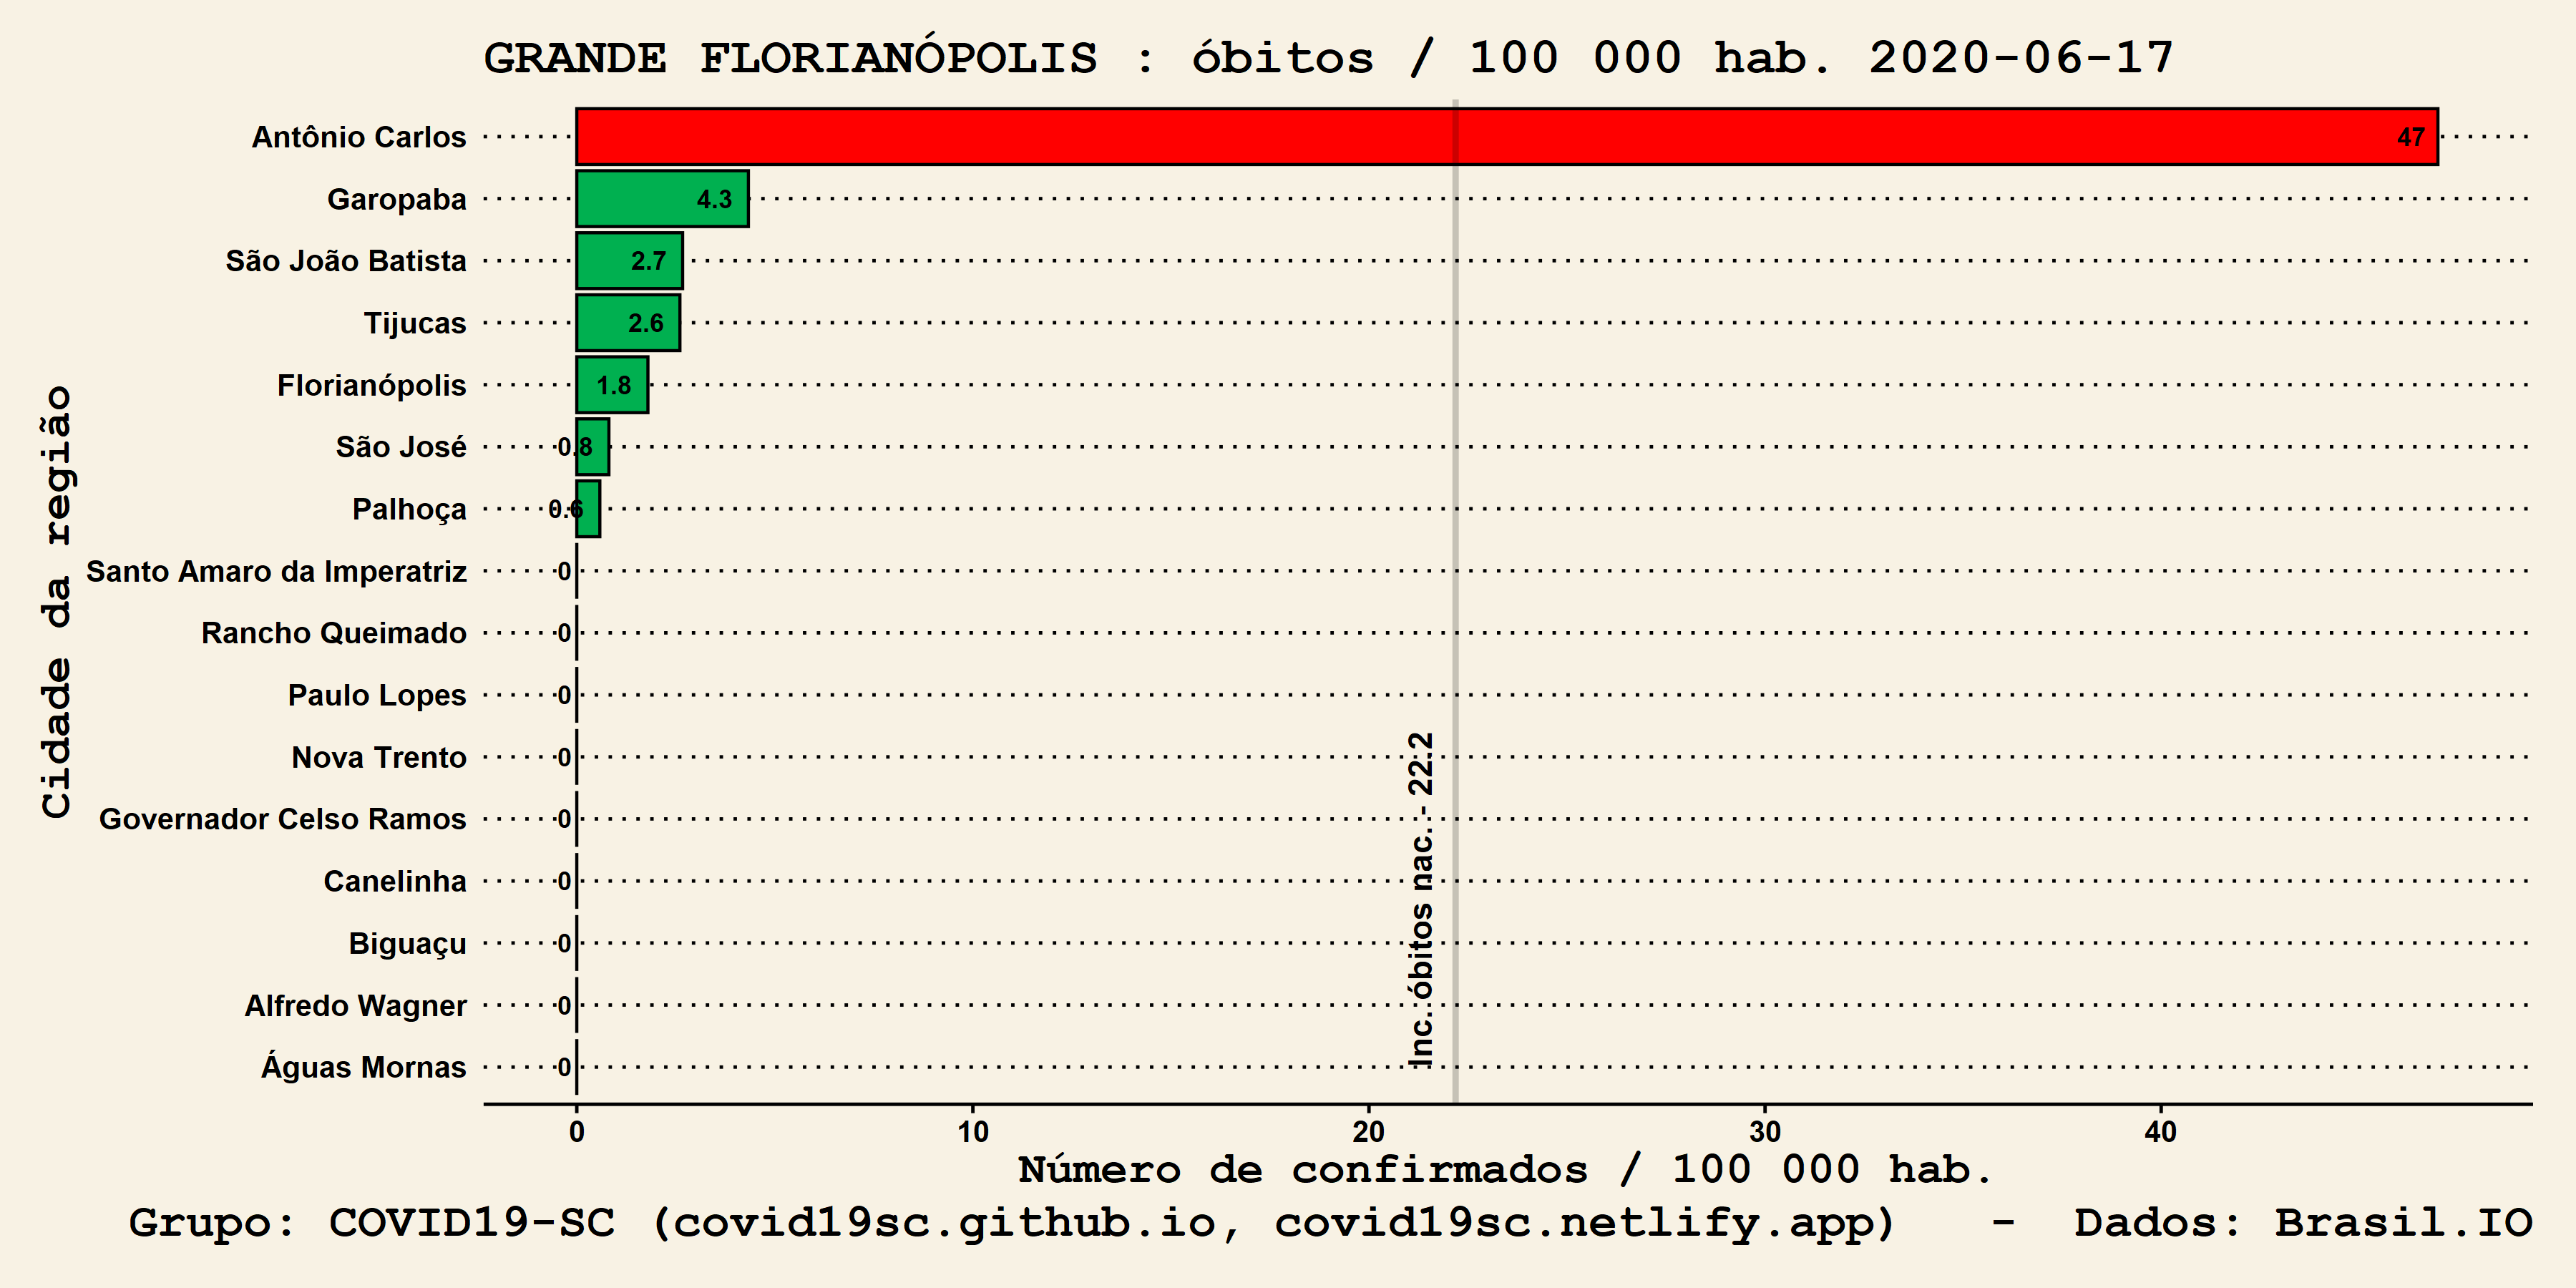 GRANDE FLORIANÓPOLIS : óbitos / 100 000 hab. 2020-06-17
Cidade da região
Antônio Carlos 47
Garopaba 4.3
São João Batista 2.7
Tijucas 2.6
Florianópolis 1.8
São José 0.8
Palhoça 0.6
Santo Amaro da Imperatriz 0
Rancho Queimado 0
Paulo Lopes 0
Nova Trento 0
Governador Celso Ramos 0
Canelinha 0
Biguaçu 0
Alfredo Wagner 0
Águas Mornas 0
Inc. óbitos nac. - 22.2
0 10 20 30 40
Número de confirmados / 100 000 hab.
Grupo: COVID19-SC (covid19sc.github.io, covid19sc.netlify.app) - Dados: Brasil.IO